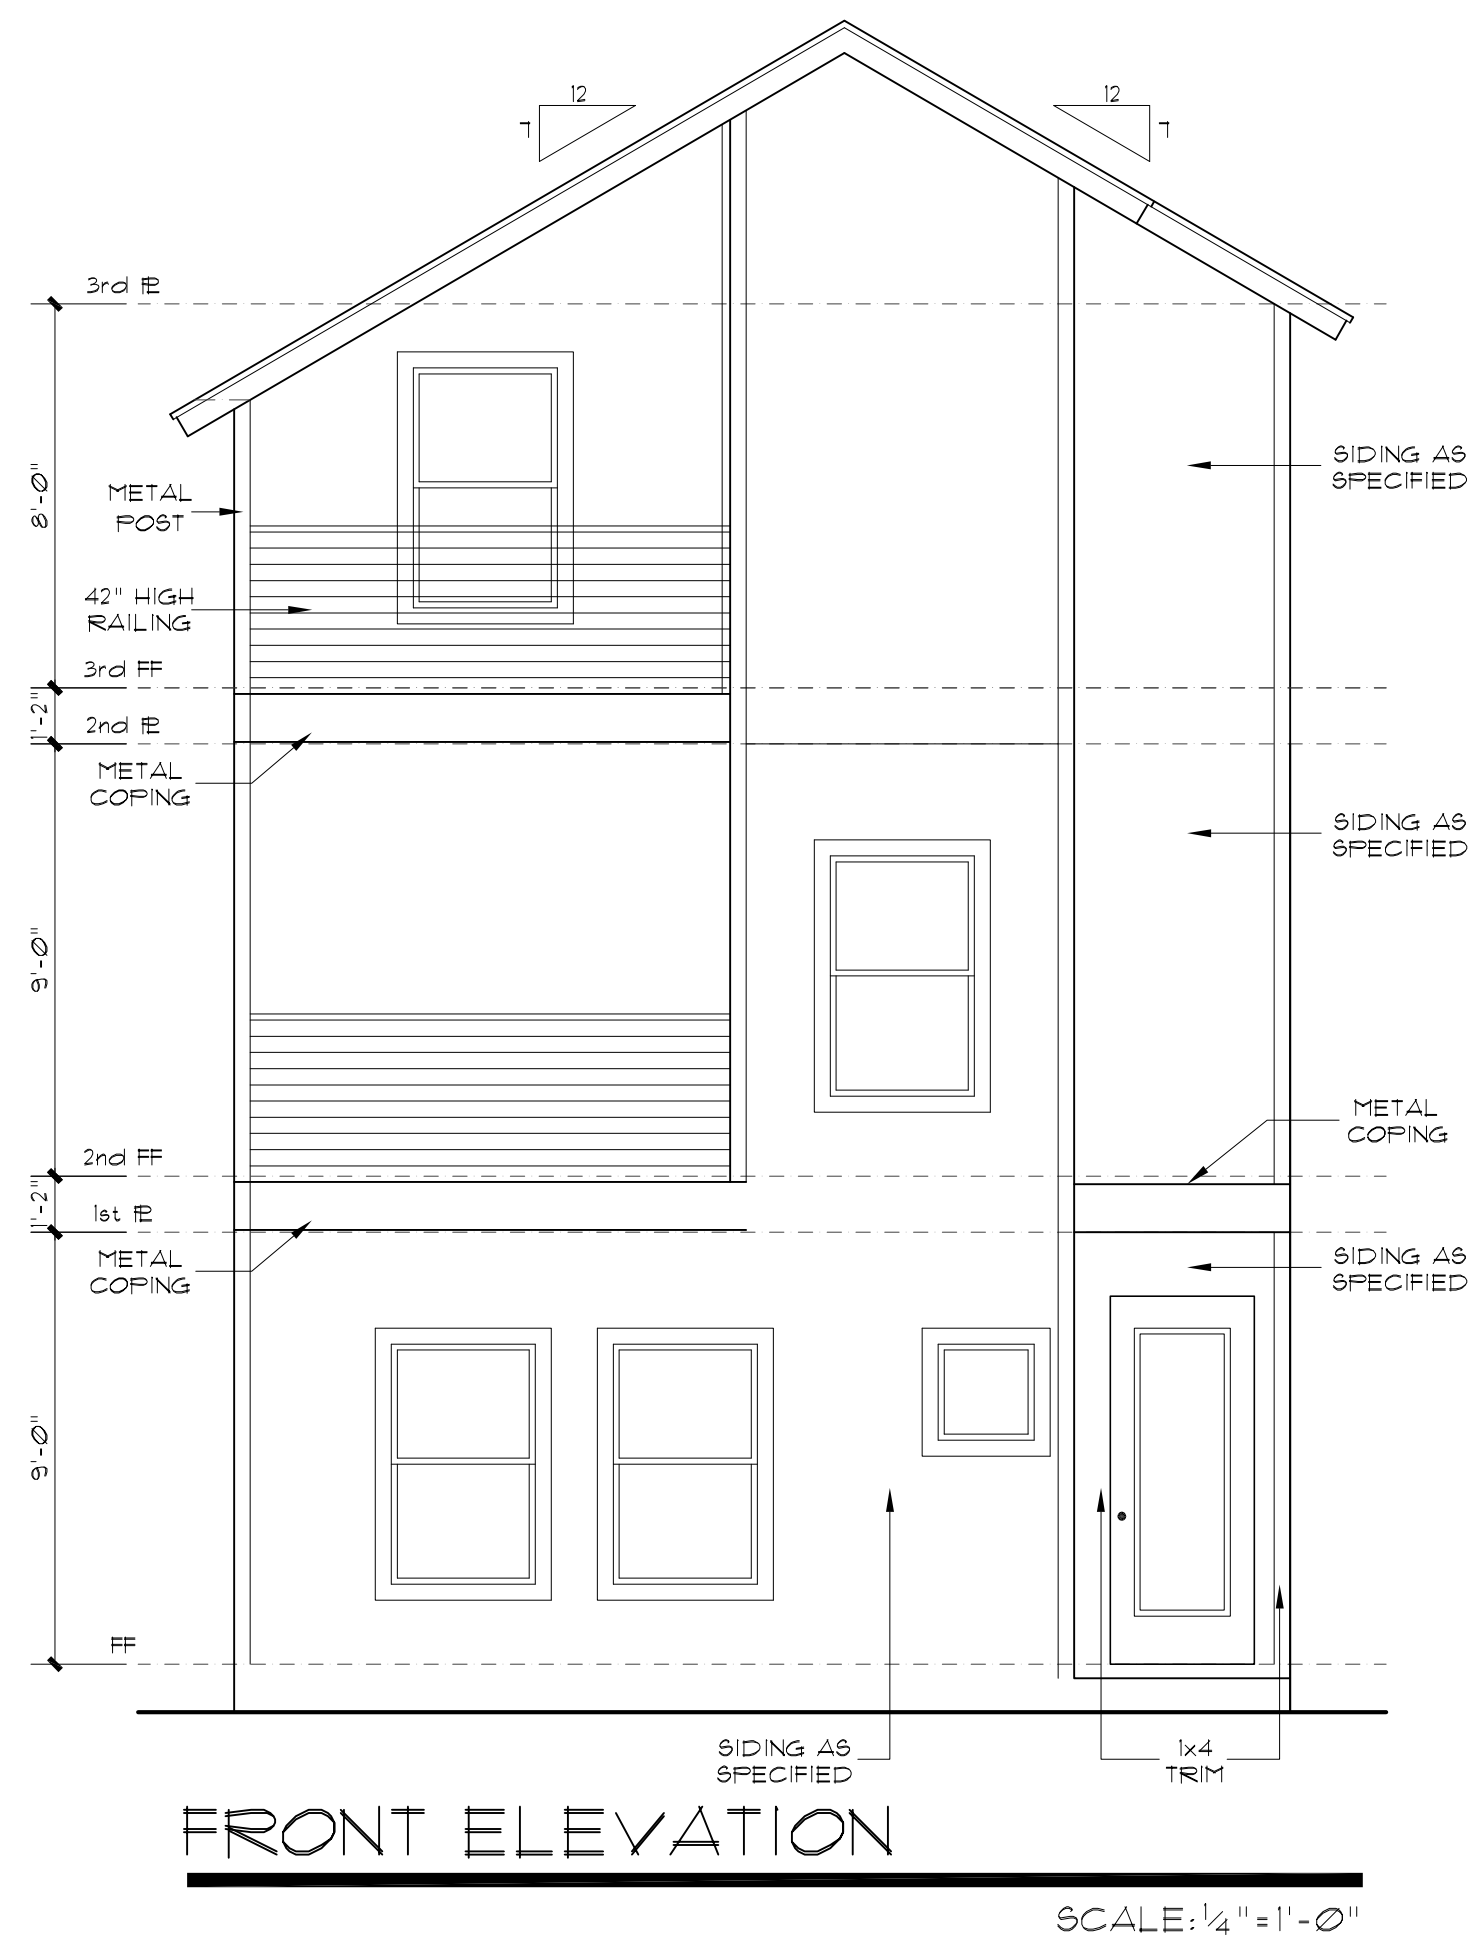 12
7
12
7
3rd PL
8'-0"
SIDING AS
SPECIFIED
METAL
POST
42" HIGH
RAILING
3rd FF
1'-2"
2nd PL
METAL
COPING
SIDING AS
SPECIFIED
9'-0"
METAL
COPING
2nd FF
1'-2"
1st PL
METAL
COPING
SIDING AS
SPECIFIED
9'-0"
FF
SIDING AS
SPECIFIED
1x4
TRIM
FRONT ELEVATION
SCALE: 1/4" = 1'-0"